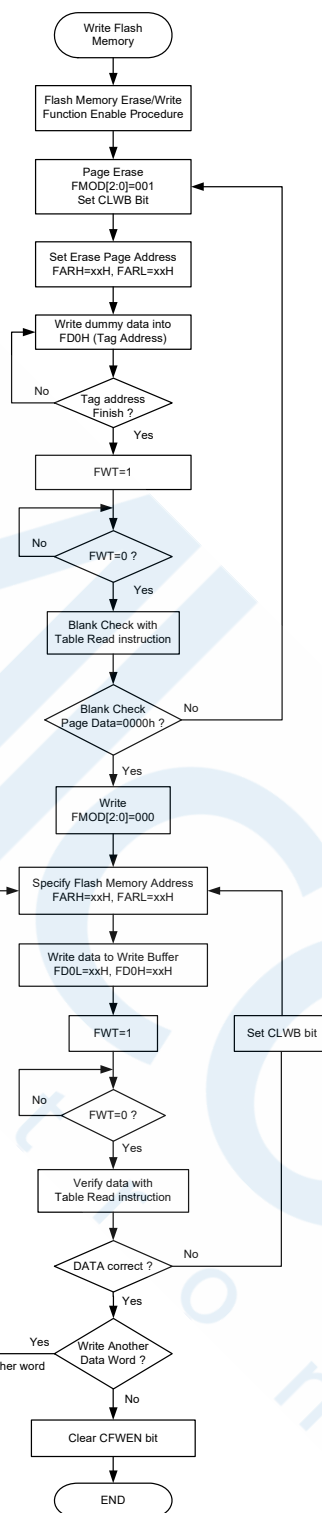 Write Flash
Memory
Flash Memory Erase/Write
Function Enable Procedure
Page Erase
FMOD[2:0]=001
Set CLWB Bit
Set Erase Page Address
FARH=xxH, FARL=xxH
Write dummy data into
FD0H (Tag Address)
No
Tag address
Finish ?
Yes
FWT=1
No
FWT=0 ?
Yes
Blank Check with
Table Read instruction
Blank Check
Page Data=0000h ?
No
Yes
Write
FMOD[2:0]=000
Specify Flash Memory Address
FARH=xxH, FARL=xxH
Write data to Write Buffer
FD0L=xxH, FD0H=xxH
FWT=1
Set CLWB bit
No
FWT=0 ?
Yes
Verify data with
Table Read instruction
DATA correct ?
No
Yes
Yes
Write Another
Data Word ?
her word
No
Clear CFWEN bit
END